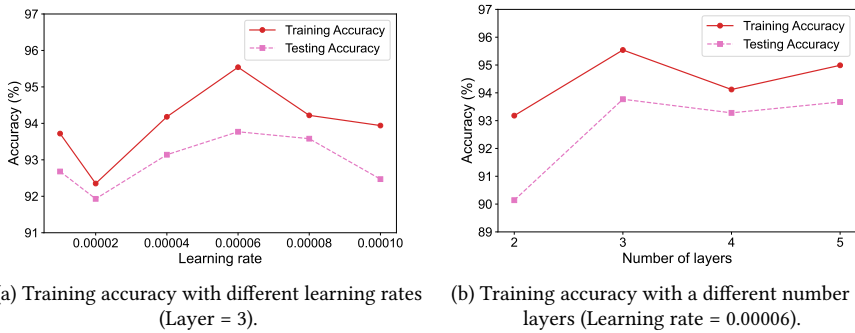 97
96
95
94
93
92
91
Accuracy (%)
Training Accuracy
Testing Accuracy
0.00002 0.00004 0.00006 0.00008 0.00010
Learning rate
97
96
95
94
93
92
91
90
89
Accuracy (%)
Training Accuracy
Testing Accuracy
2 3 4 5
Number of layers
(a) Training accuracy with different learning rates
(Layer = 3).
(b) Training accuracy with a different number
layers (Learning rate = 0.00006).